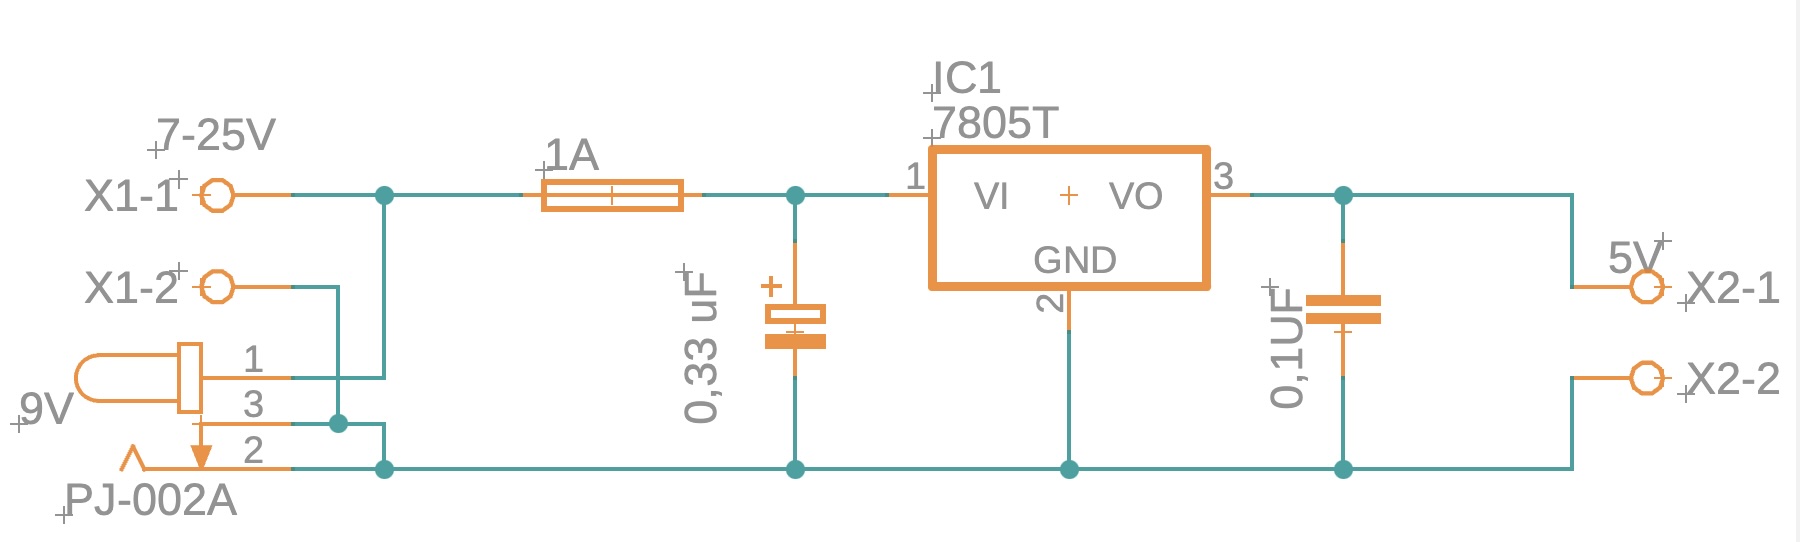 IC1
7805T
7-25V
1A
X1-1
1
VI
VO
3
GND
5V
X1-2
X2-1
2
0,33 uF
0,1UF
1
9V
3
2
X2-2
PJ-002A